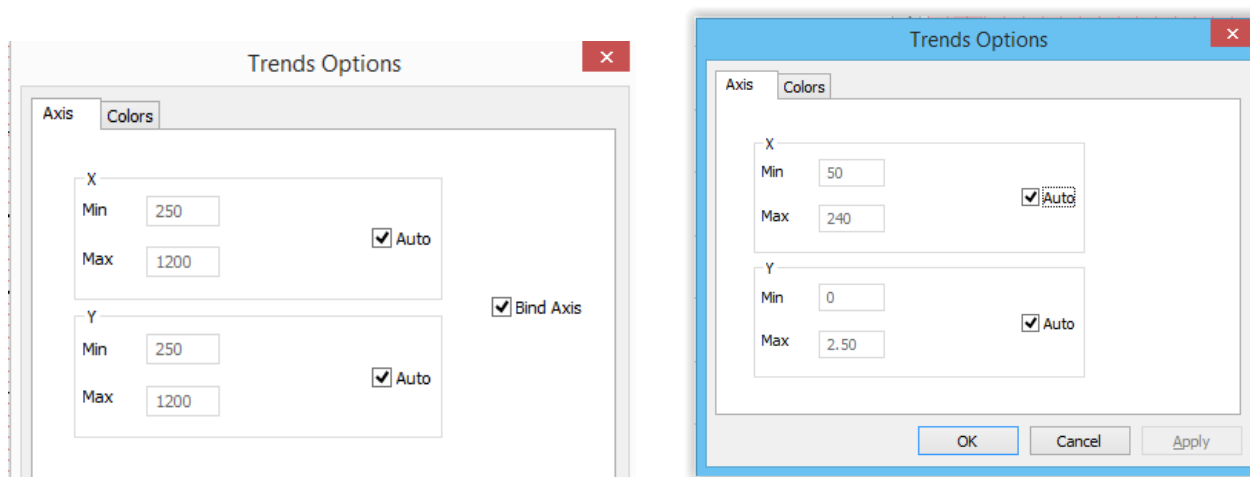 Trends Options
Axis
Colors
X
Min
250
Auto
Max
1200
Bind Axis
Y
Min
250
Auto
Max
1200
Trends Options
Axis
Colors
X
Min
50
Auto
Max
240
Y
Min
0
Auto
Max
2.50
OK
Cancel
Apply